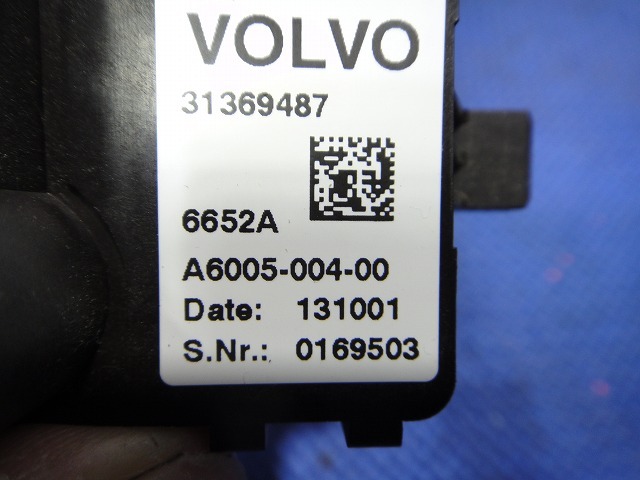 VOLVO
31369487
6652A
A6005-004-00
Date: 131001
S.Nr.: 0169503